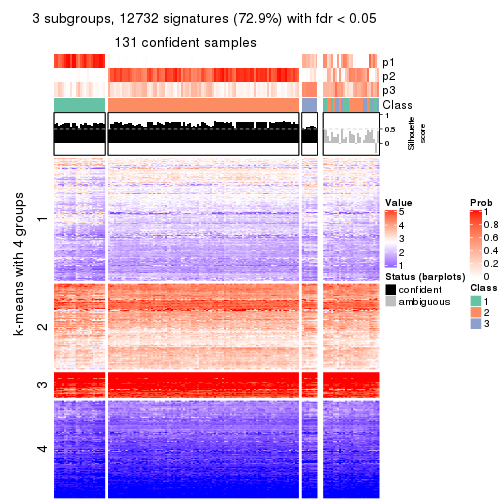 3 subgroups, 12732 signatures (72.9%) with fdr < 0.05
131 confident samples
p1
p2
p3
Class
1
0.5
0
Silhouette
score
k-means with 4 groups
1
2
3
4
Value
5
4
3
2
1
Status (barplots)
confident
ambiguous
Prob
1
0.8
0.6
0.4
0.2
0
Class
1
2
3